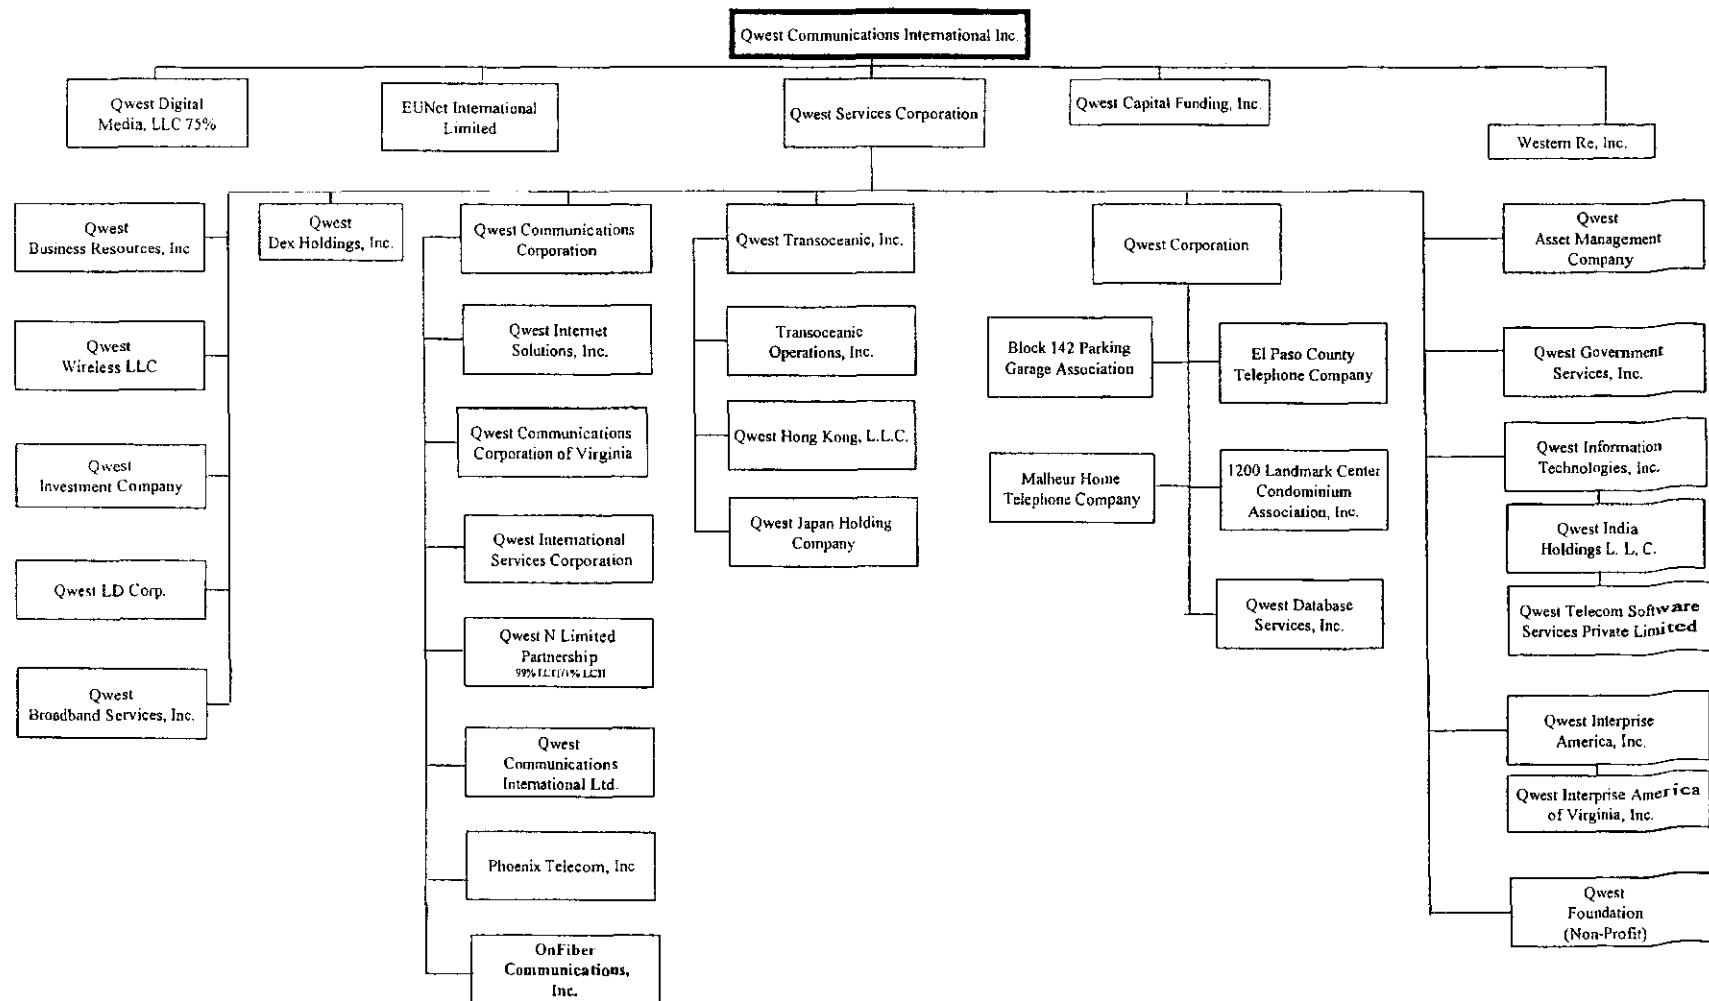 Qwest Communications International Inc.
Qwest Digital
Media, LLC 75%
EUNet International
Limited
Qwest Services Corporation
Qwest Capital Funding, Inc.
Western Re, Inc.
Qwest
Business Resources, Inc
Qwest
Wireless LLC
Qwest
Investment Company
Qwest LD Corp.
Qwest
Broadband Services, Inc.
Qwest
Dex Holdings, Inc.
Qwest Communications
Corporation
Qwest Internet
Solutions, Inc.
Qwest Communications
Corporation of Virginia
Qwest International
Services Corporation
Qwest N Limited
Partnership
99%
Qwest
Communications
International Ltd.
Phoenix Telecom, Inc
OnFiber
Communications,
Inc.
Qwest Transoceanic, Inc.
Transoceanic
Operations, Inc.
Qwest Hong Kong, L.L.C.
Qwest Japan Holding
Company
Qwest Corporation
Block 142 Parking
Garage Association
El Paso County
Telephone Company
Malheur Home
Telephone Company
1200 Landmark Center
Condominium
Association, Inc.
Qwest Database
Services, Inc.
Qwest
Asset Management
Company
Qwest Government
Services, Inc.
Qwest Information
Technologies, Inc.
Qwest India
Holdings L. L, C.
Qwest Telecom Software
Services Private Limited
Qwest Interprise
America, Inc.
Qwest Interprise America
of Virginia, Inc.
Qwest
Foundation
(Non-Profit)